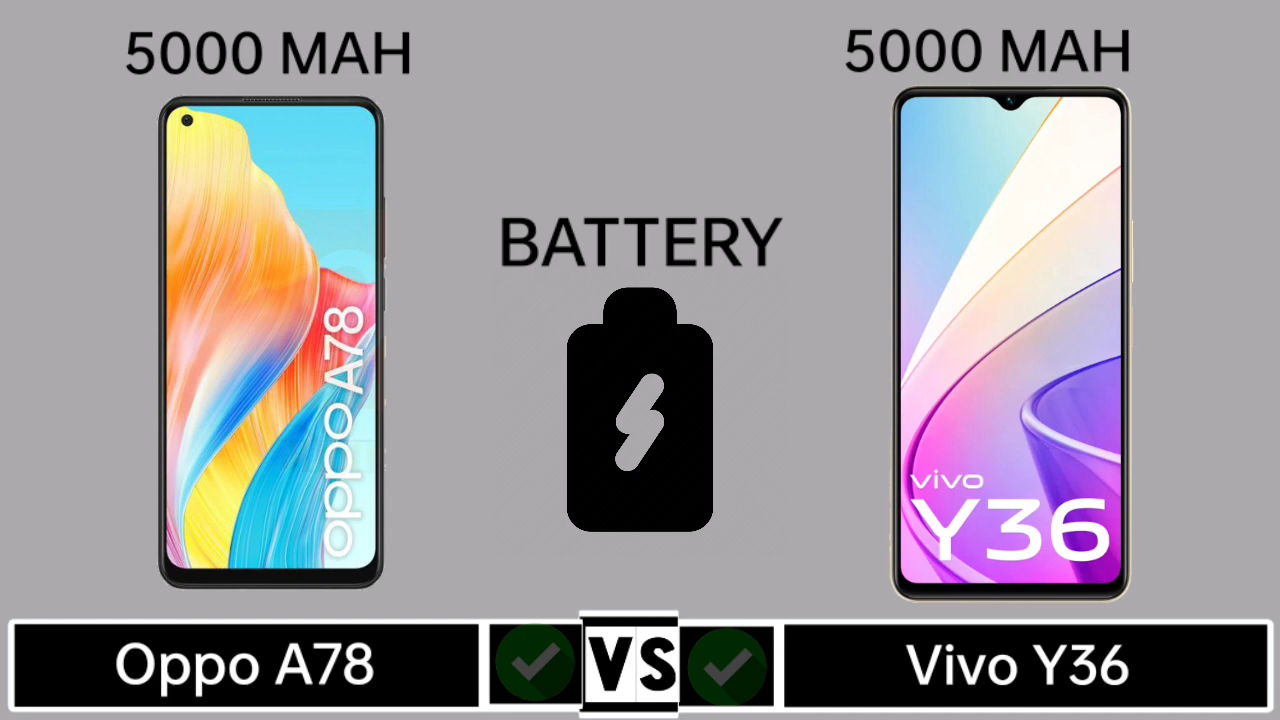 5000 MAH
5000 MAH
BATTERY
oppo A78
vivo
Y36
Oppo A78
VS
Vivo Y36